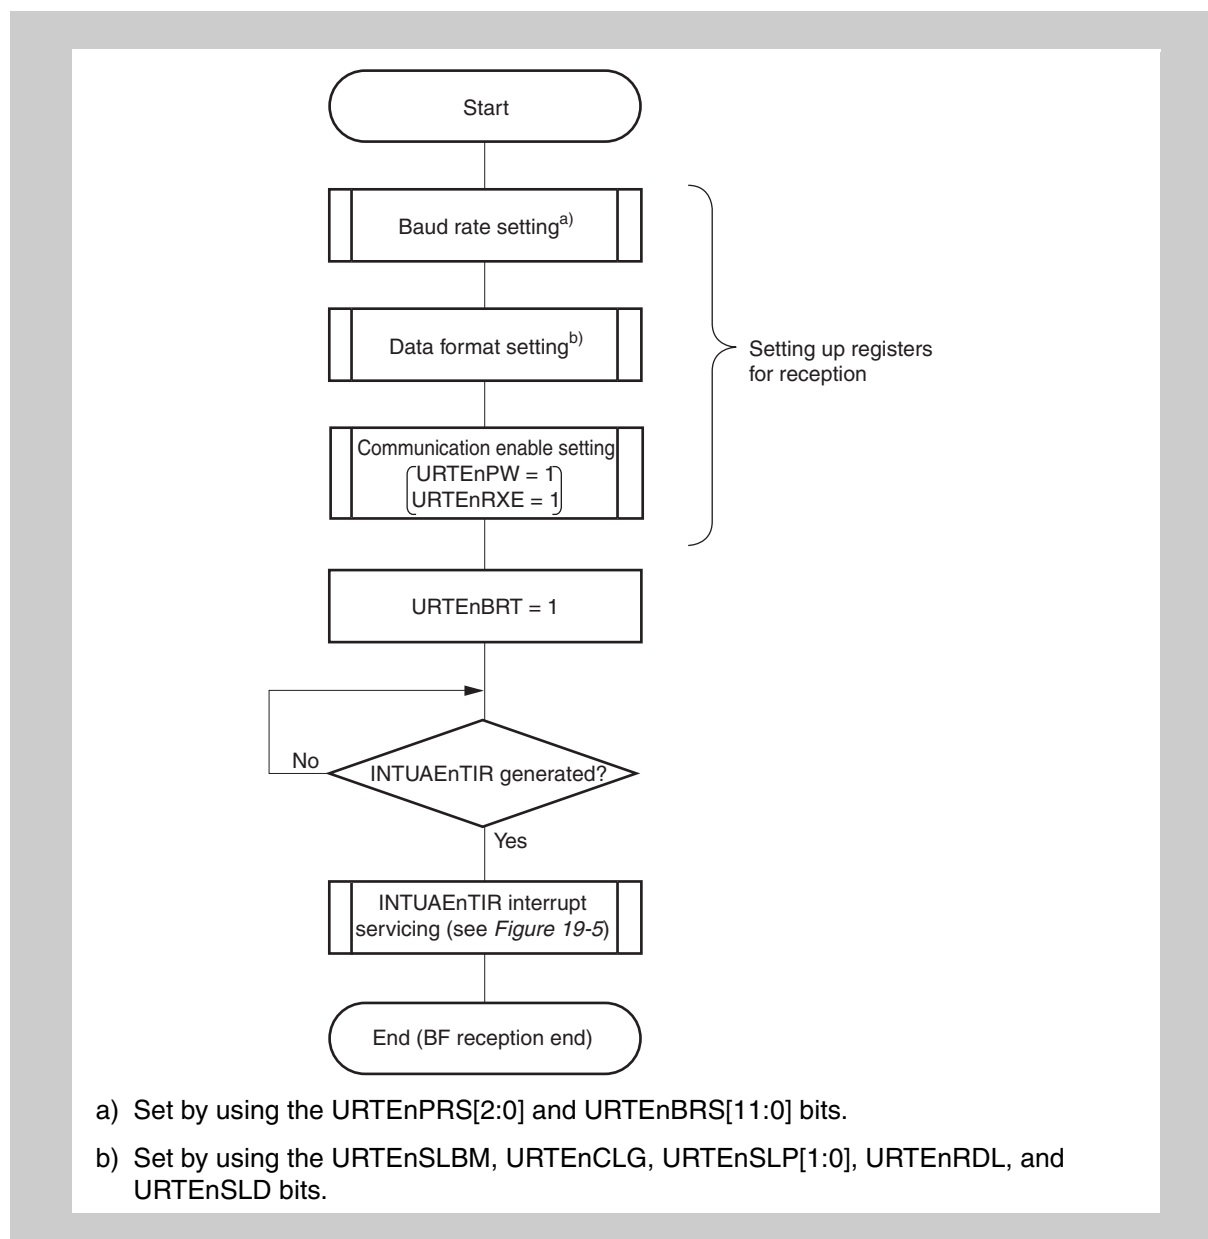 Start
Baud rate setting a)
Data format setting b)
Setting up registers
for reception
Communication enable setting
URTEnPW = 1
URTEnRXE = 1
URTEnBRT = 1
No
INTUAEnTIR generated?
Yes
INTUAEnTIR interrupt
servicing (see Figure 19-5)
End (BF reception end)
a) Set by using the URTEnPRS[2:0] and URTEnBRS[11:0] bits.
b) Set by using the URTEnSLBM, URTEnCLG, URTEnSLP[1:0], URTEnRDL, and
URTEnSLD bits.